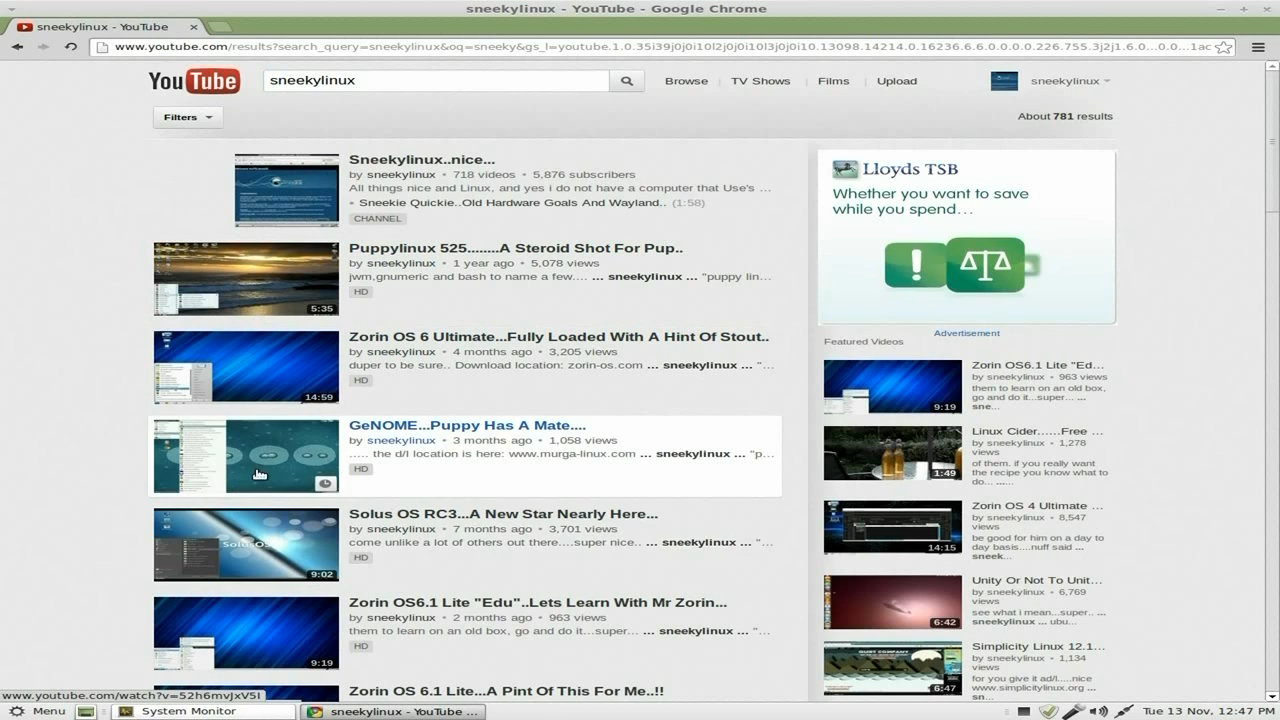 sneekylinux - YouTube - Google Chrome
sneekylinux - YouTube
www.youtube.com/results?search_query=sneekylinux&oq=sneeky&gs_l=youtube.1.0.35i39j0j0i10l2j0j0i10l3j0j0i10.13098.14214.0.16236.6.6.0.0.0.0.226.755.3j2j1.6.0...0.0...1ac
YouTube
sneekylinux
Browse
TV Shows
Films
Upload
sneekylinux
Filters
About 781 results
Sneekylinux..nice...
by sneekylinux • 718 videos • 5,876 subscribers
All things nice and Linux, and yes i do not have a computer that Use's ...
• Sneekie Quickie..Old Hardware Goals And Wayland.. (1:58)
CHANNEL
Puppylinux 525.......A Steroid Shot For Pup..
by sneekylinux • 1 year ago • 5,078 views
jwm,gnumeric and bash to name a few.... ... sneekylinux ... "puppy lin...
HD
5:35
Zorin OS 6 Ultimate...Fully Loaded With A Hint Of Stout..
by sneekylinux • 4 months ago • 3,205 views
duper to be sure.. Download location: zorin-os.com ... sneekylinux ... "...
HD
14:59
GeNOME...Puppy Has A Mate....
by sneekylinux • 3 months ago • 1,058 views
.... the d/l location is here: www.murga-linux.com... ... sneekylinux ... "p...
HD
Solus OS RC3...A New Star Nearly Here...
by sneekylinux • 7 months ago • 3,701 views
come unlike a lot of others out there....super nice.. ... sneekylinux ... "...
HD
9:02
Zorin OS6.1 Lite "Edu"..Lets Learn With Mr Zorin...
by sneekylinux • 2 months ago • 963 views
them to learn on an old box, go and do it...super... ... sneekylinux ... "...
HD
9:19
Zorin OS 6.1 Lite...A Pint Of This For Me..!!
Lloyds TSB
Whether you want to save
while you spend...
Advertisement
Featured Videos
Zorin OS6.1 Lite "Ed...
by sneekylinux • 963 views
them to learn on an old box,
go and do it...super... ...
sne...
9:19
Linux Cider......Free ...
by sneekylinux • 1,278
views
of them. if you really want
the recipe you know what to
do... ......
1:49
Zorin OS 4 Ultimate ...
by sneekylinux • 8,547
views
be good for him on a day to
day basis....nuff said ...
sneek...
14:15
Unity Or Not To Unit...
by sneekylinux • 6,769
views
see what i mean...super.. ...
sneekylinux ... ubu...
6:42
Simplicity Linux 12.1...
by sneekylinux • 1,134
views
for you give it ad/l....nice
www.simplicitylinux.org ...
sn...
6:47
www.youtube.com/watch?v=52h6mvJxV5I
Menu
System Monitor
sneekylinux - YouTube ...
Tue 13 Nov, 12:47 PM